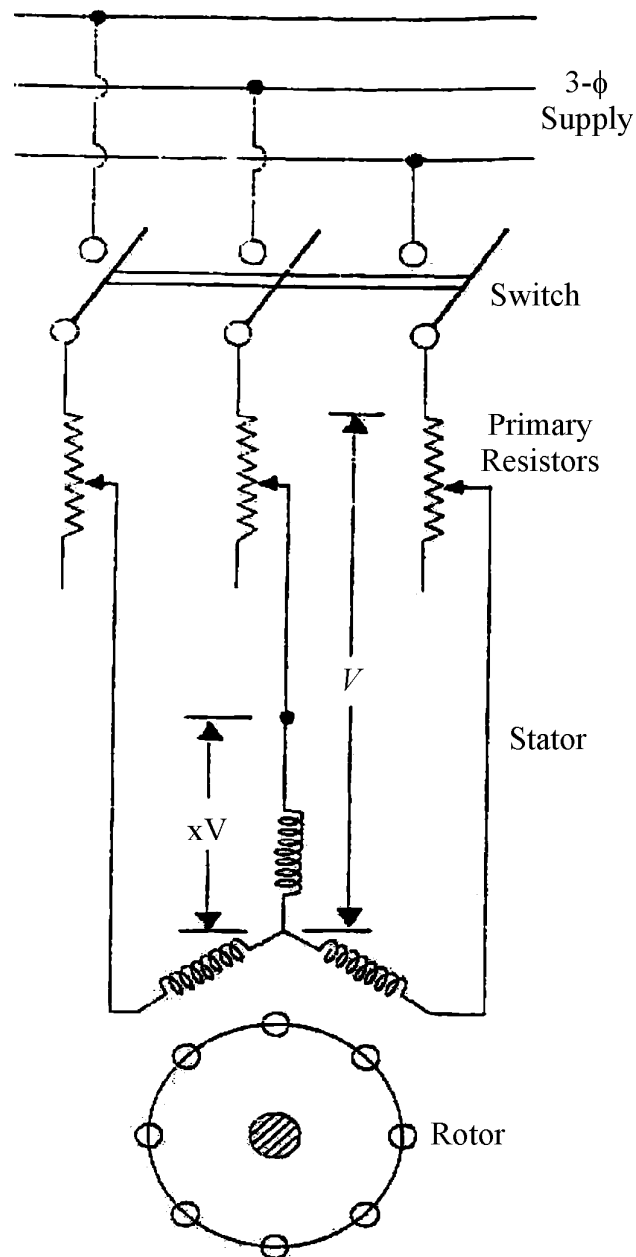 3-ϕ
Supply
Switch
Primary
Resistors
V
Stator
xV
Rotor